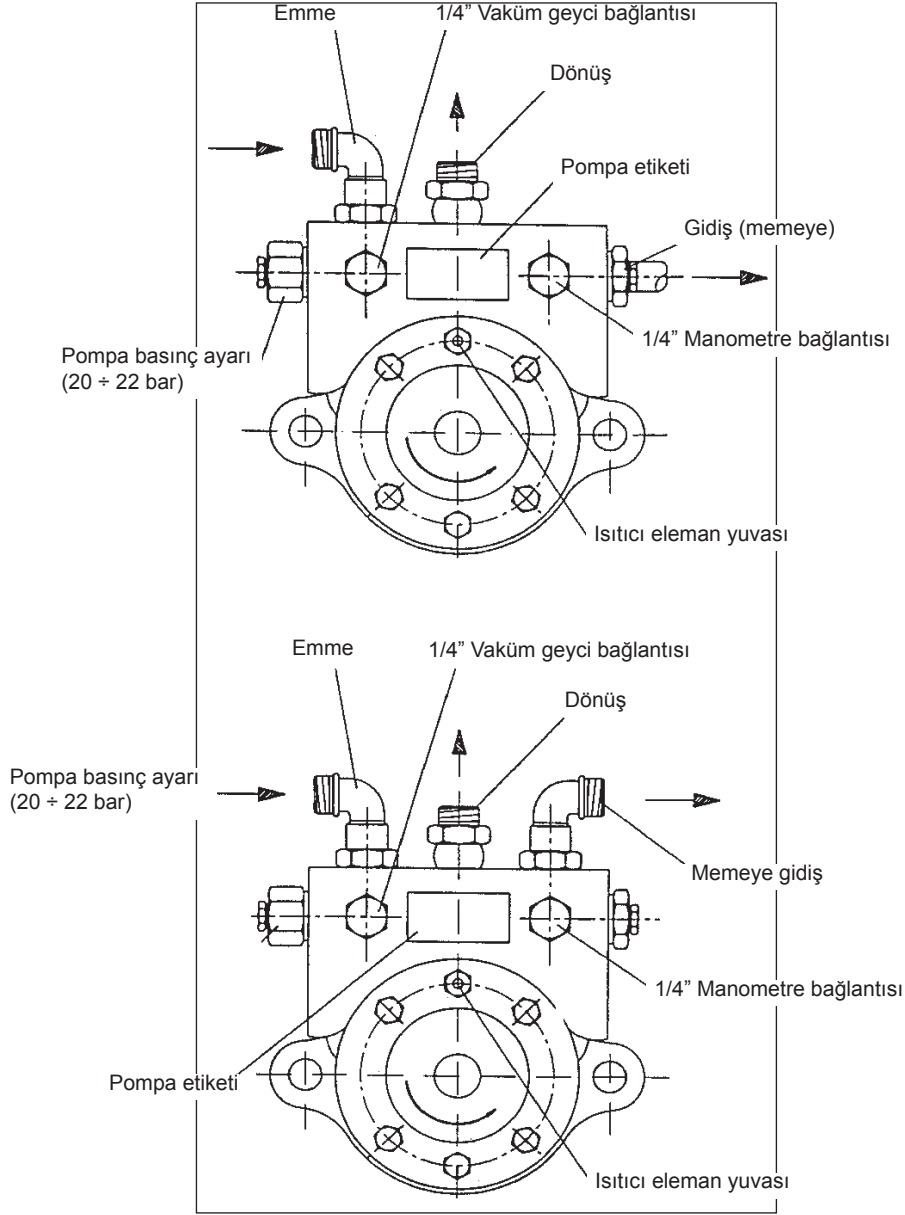 Emme
1/4” Vaküm geyci bağlantısı
Dönüş
Pompa etiketi
Gidiş (memeye)
1/4” Manometre bağlantısı
Pompa basınç ayarı
(20 ÷ 22 bar)
Isıtıcı eleman yuvası
Emme
1/4” Vaküm geyci bağlantısı
Dönüş
Pompa basınç ayarı
(20 ÷ 22 bar)
Memeye gidiş
1/4” Manometre bağlantısı
Pompa etiketi
Isıtıcı eleman yuvası